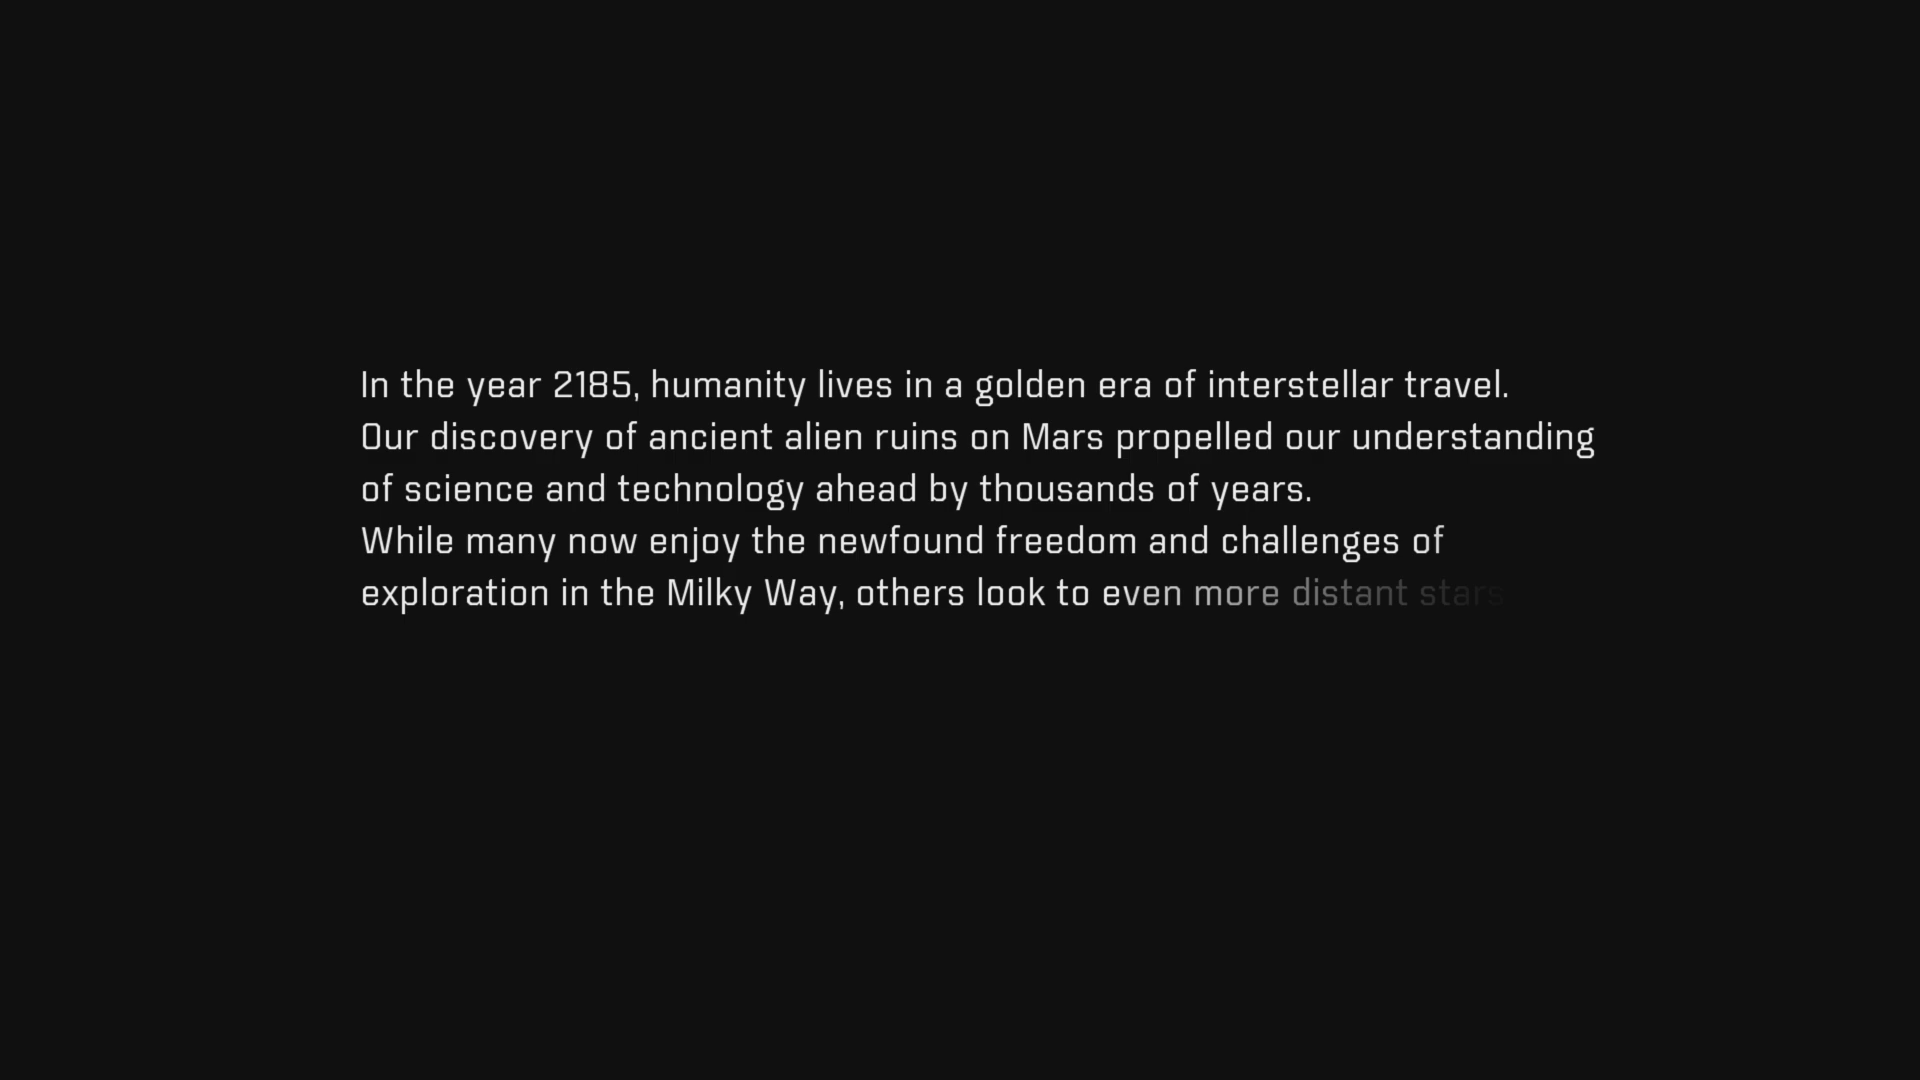 In the year 2185, humanity lives in a golden era of interstellar travel.
Our discovery of ancient alien ruins on Mars propelled our understanding
of science and technology ahead by thousands of years.
While many now enjoy the newfound freedom and challenges of
exploration in the Milky Way, others look to even more distant stars